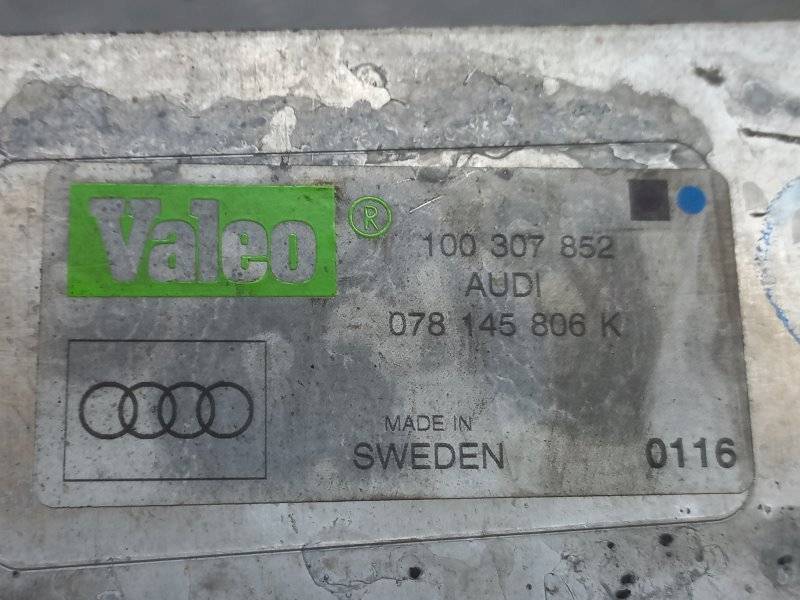 Valeo ®
100 307 852
AUDI
078 145 806 K
MADE IN
SWEDEN
0116